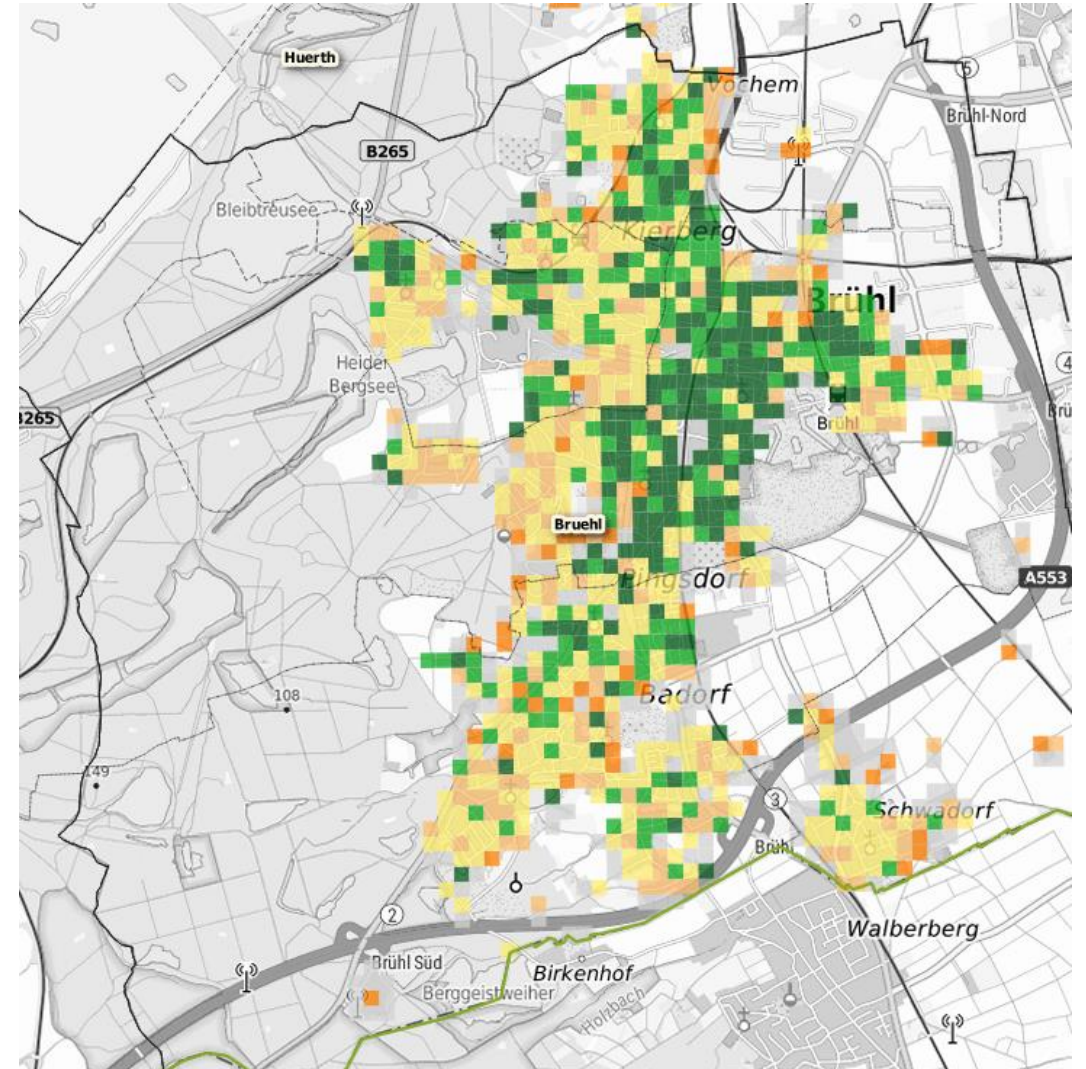 Huerth
Vochem
5
Brühl-Nord
B265
Bleibtreusee
Kierberg
Brühl
Heider
Bergsee
4
B265
Brühl
Bruehl
Pingsdorf
A553
108
Badorf
149
3
Schwadorf
Brühl
2
Walberberg
Brühl Süd
Birkenhof
Berggeistweiher
Holzbach